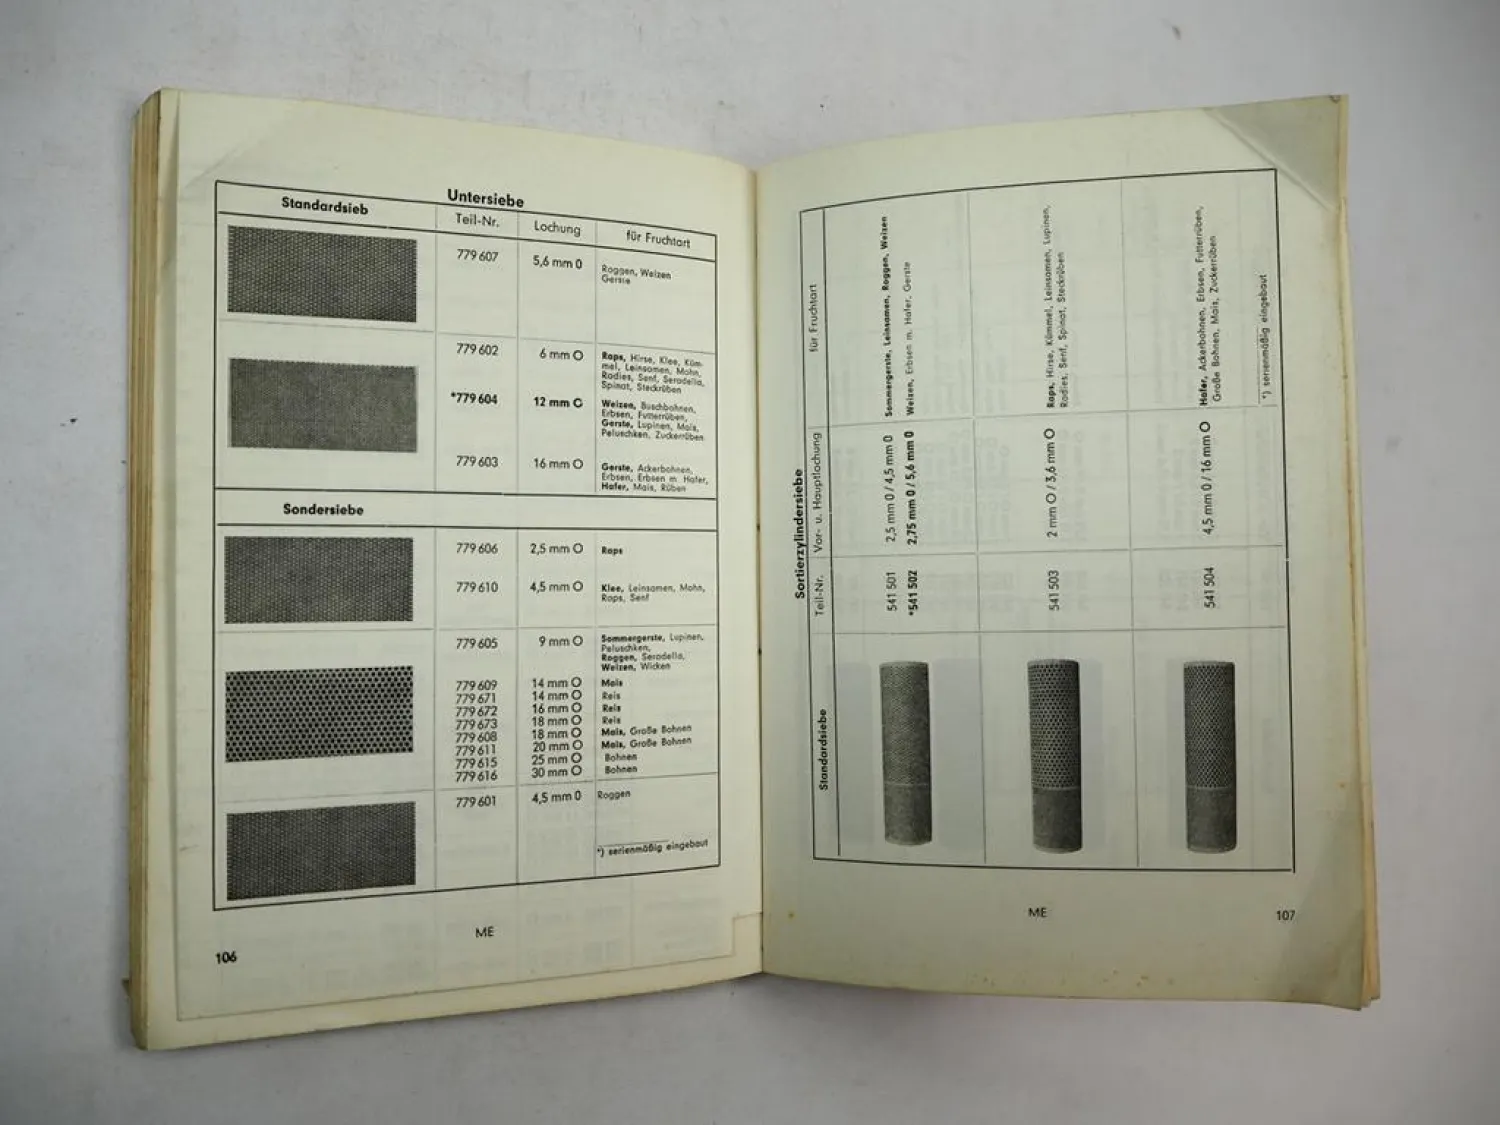 Untersiebe
Standardsieb Teil-Nr. Lochung für Fruchtart
779 607 5,6 mm 0 Roggen, Weizen
Gerste
779 602 6 mm O Raps, Hirse, Klee, Küm-
mel, Leinsamen, Mohn,
Radies, Senf, Seradella,
Spinat, Steckrüben
*779 604 12 mm O Weizen, Buschbohnen,
Erbsen, Futterrüben,
Gerste, Lupinen, Mais,
Peluschken, Zuckerrüben
779 603 16 mm O Gerste, Ackerbohnen,
Erbsen, Erbsen m. Hafer,
Hafer, Mais, Rüben
Sondersiebe
779 606 2,5 mm O Raps
779 610 4,5 mm O Klee, Leinsamen, Mohn,
Raps, Senf
779 605 9 mm O Sommergerste, Lupinen,
Peluschken,
Roggen, Seradella,
Weizen, Wicken
779 609 14 mm O Mais
779 671 14 mm O Reis
779 672 16 mm O Reis
779 673 18 mm O Reis
779 608 18 mm O Mais, Große Bohnen
779 611 20 mm O Mais, Große Bohnen
779 615 25 mm O Bohnen
779 616 30 mm O Bohnen
779 601 4,5 mm 0 Roggen
*) serienmäßig eingebaut
ME
106
Sortierzylindersiebe
Standardsiebe Teil-Nr. Vor- u. Hauptlochung für Fruchtart
541 501 2,5 mm 0 / 4,5 mm 0 Sommergerste, Leinsamen, Roggen, Weizen
*541 502 2,75 mm 0 / 5,6 mm 0 Weizen, Erbsen m. Hafer, Gerste
541 503 2 mm O / 3,6 mm O Raps, Hirse, Kümmel, Leinsamen, Lupinen,
Radies, Senf, Spinat, Steckrüben
541 504 4,5 mm 0 / 16 mm O Hafer, Ackerbohnen, Erbsen, Futterrüben,
Große Bohnen, Mais, Zuckerrüben
*) serienmäßig eingebaut
ME
107